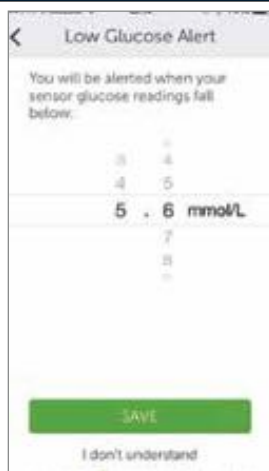 Low Glucose Alert
You will be alerted when your
sensor glucose readings fall
below:
3 4
4 5
5 . 6 mmol/L
7
8
SAVE
I don't understand